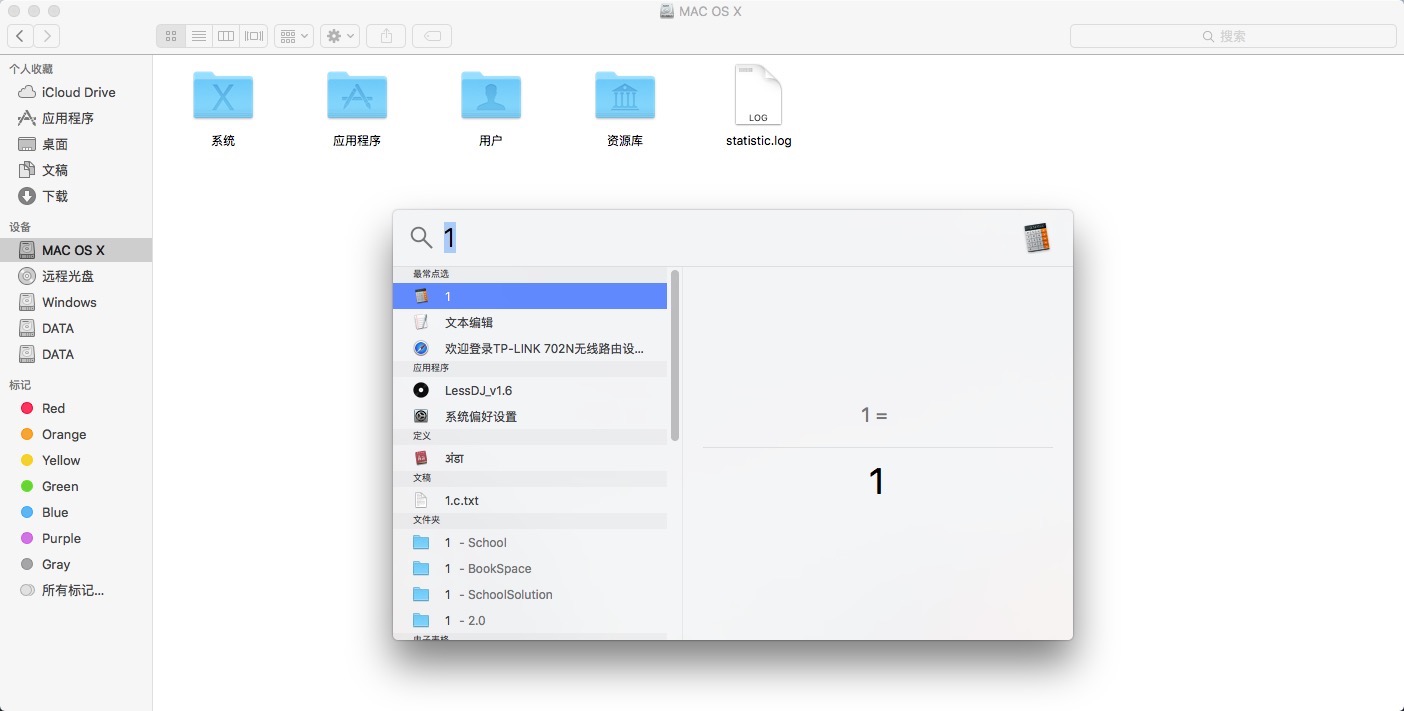 MAC OS X
搜索
个人收藏
iCloud Drive
应用程序
桌面
文稿
下载
设备
MAC OS X
远程光盘
Windows
DATA
DATA
标记
Red
Orange
Yellow
Green
Blue
Purple
Gray
所有标记...
系统
应用程序
用户
资源库
LOG
statistic.log
1
最常点选
1
文本编辑
欢迎登录TP-LINK 702N无线路由设...
应用程序
LessDJ_v1.6
系统偏好设置
定义
अंडा
文稿
1.c.txt
文件夹
1 - School
1 - BookSpace
1 - SchoolSolution
1 - 2.0
电子表格
1 =
1